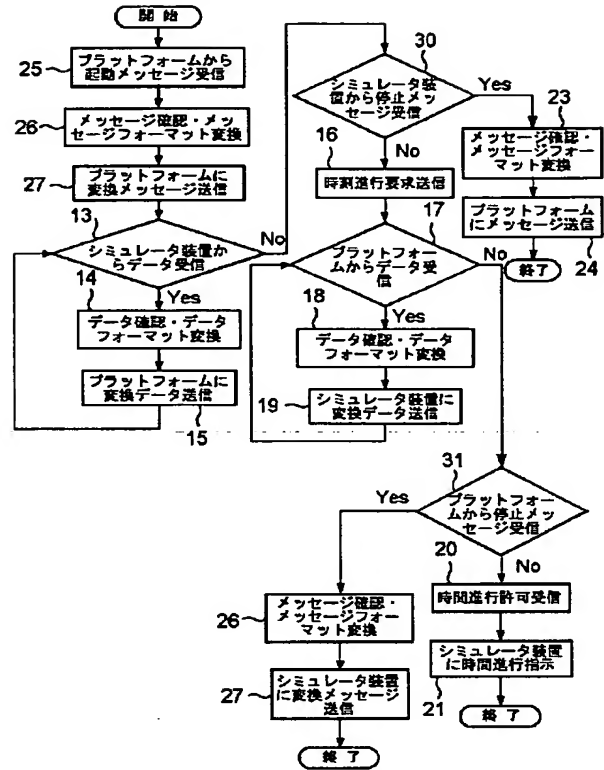 開始
25
プラットフォームから
起動メッセージ受信
26
メッセージ確認・メッ
セージフォーマット変換
27
プラットフォームに
変換メッセージ送信
13
シミュレータ装置か
らデータ受信
No
Yes
14
データ確認・データ
フォーマット変換
プラットフォームに
変換データ送信
15
30
シミュレータ装
置から停止メッ
セージ受信
Yes
No
23
メッセージ確認・
メッセージフォー
マット変換
プラットフォーム
にメッセージ送信
24
終了
16
時刻進行要求送信
17
プラットフォー
ムからデータ受
信
No
Yes
18
データ確認・データ
フォーマット変換
19
シミュレータ装置に
変換データ送信
31
プラットフォー
ムから停止メッ
セージ受信
Yes
No
20
時間進行許可受信
シミュレータ装置
に時間進行指示
21
終了
26
メッセージ確認・
メッセージフォー
マット変換
27
シミュレータ装置
に変換メッセージ
送信
終了